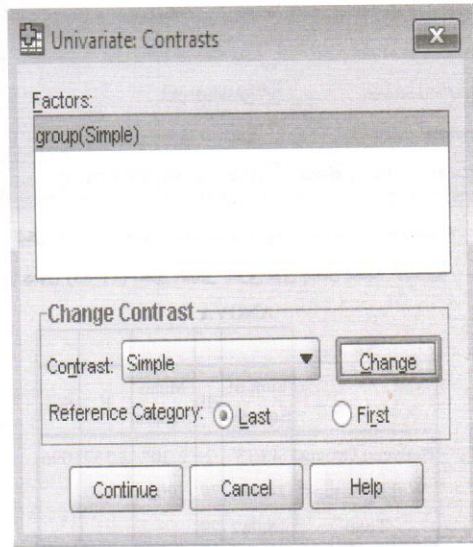 Univariate: Contrasts
Factors:
group(Simple)
Change Contrast
Contrast: Simple Change
Reference Category: Last First
Continue Cancel Help